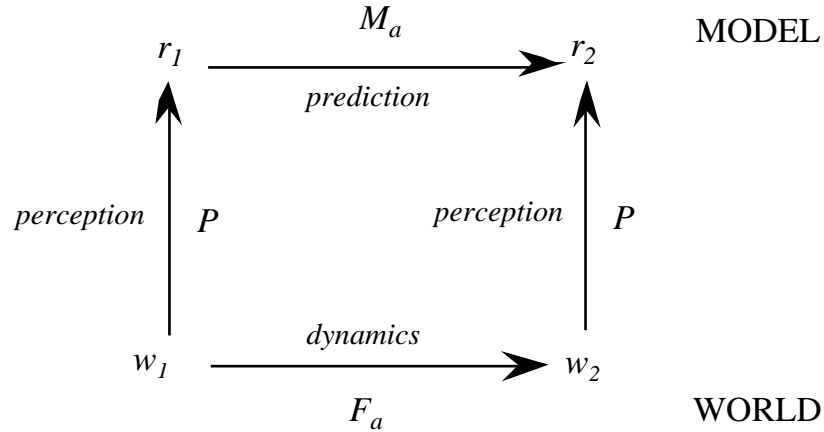 M_a
r_1 r_2 MODEL
prediction
perception P perception P
dynamics
w_1 w_2
F_a WORLD